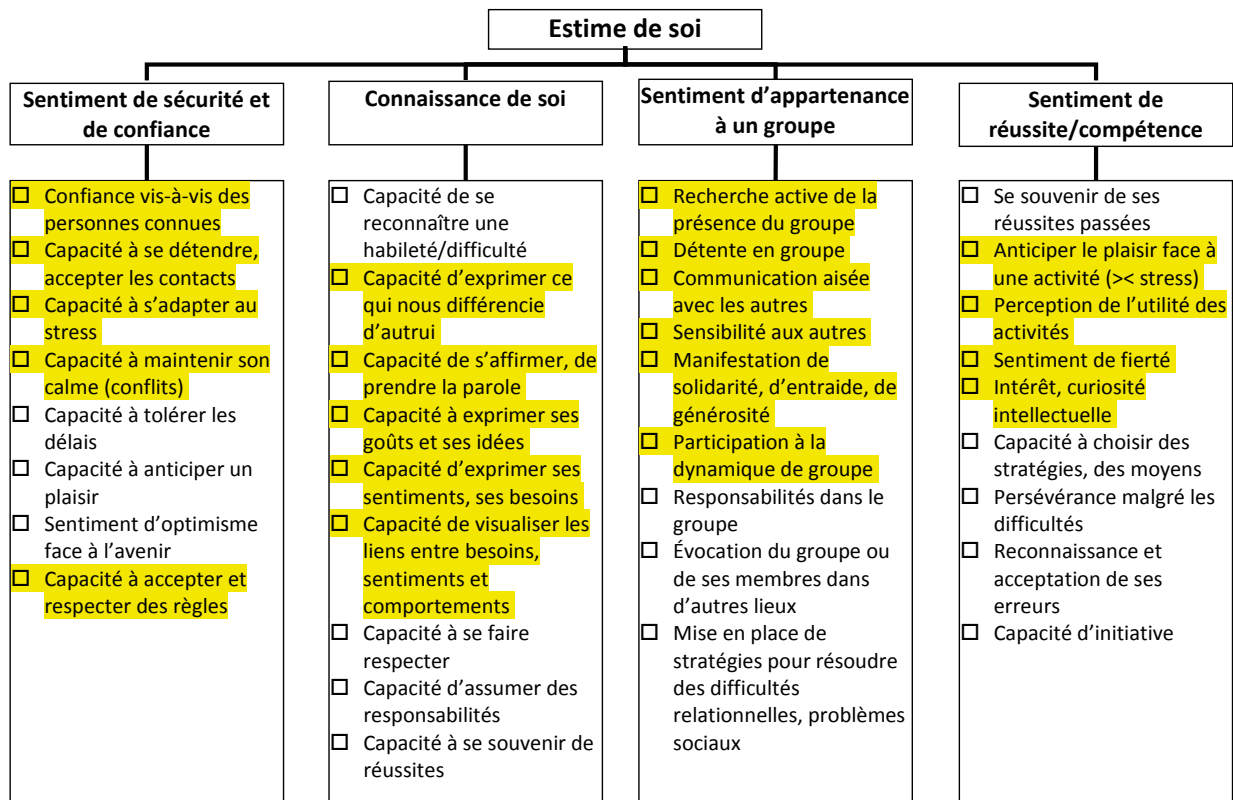 Estime de soi
Sentiment de sécurité et
de confiance
☐ Confiance vis-à-vis des
personnes connues
☐ Capacité à se détendre,
accepter les contacts
☐ Capacité à s’adapter au
stress
☐ Capacité à maintenir son
calme (conflits)
☐ Capacité à tolérer les
délais
☐ Capacité à anticiper un
plaisir
☐ Sentiment d’optimisme
face à l’avenir
☐ Capacité à accepter et
respecter des règles
Connaissance de soi
☐ Capacité de se
reconnaître une
habileté/difficulté
☐ Capacité d’exprimer ce
qui nous différencie
d’autrui
☐ Capacité de s’affirmer, de
prendre la parole
☐ Capacité à exprimer ses
goûts et ses idées
☐ Capacité d’exprimer ses
sentiments, ses besoins
☐ Capacité de visualiser les
liens entre besoins,
sentiments et
comportements
☐ Capacité à se faire
respecter
☐ Capacité d’assumer des
responsabilités
☐ Capacité à se souvenir de
réussites
Sentiment d’appartenance
à un groupe
☐ Recherche active de la
présence du groupe
☐ Détente en groupe
☐ Communication aisée
avec les autres
☐ Sensibilité aux autres
☐ Manifestation de
solidarité, d’entraide, de
générosité
☐ Participation à la
dynamique de groupe
☐ Responsabilités dans le
groupe
☐ Évocation du groupe ou
de ses membres dans
d’autres lieux
☐ Mise en place de
stratégies pour résoudre
des difficultés
relationnelles, problèmes
sociaux
Sentiment de
réussite/compétence
☐ Se souvenir de ses
réussites passées
☐ Anticiper le plaisir face à
une activité (>< stress)
☐ Perception de l’utilité des
activités
☐ Sentiment de fierté
☐ Intérêt, curiosité
intellectuelle
☐ Capacité à choisir des
stratégies, des moyens
☐ Persévérance malgré les
difficultés
☐ Reconnaissance et
acceptation de ses
erreurs
☐ Capacité d’initiative